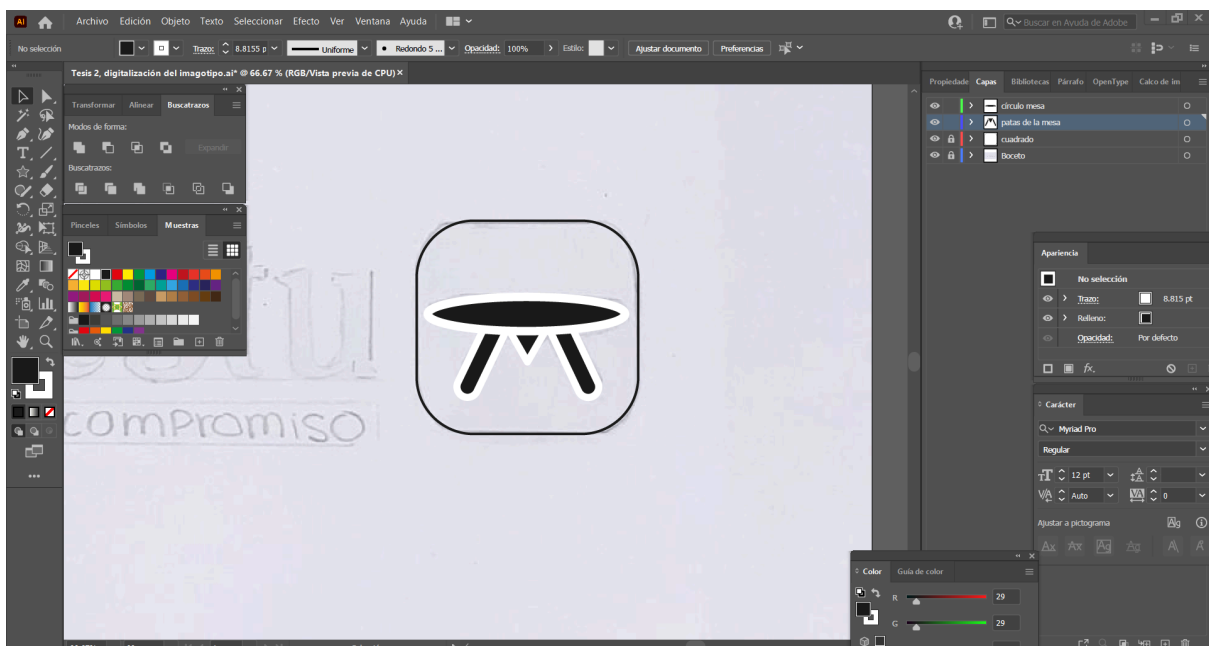 Ai Archivo Edición Objeto Texto Seleccionar Efecto Ver Ventana Ayuda Buscar en Ayuda de Adobe
No selección Trazo: 8.8155 p Uniforme Redondo 5 ... Opacidad: 100% Estilo: Ajustar documento Preferencias
Tesis 2, digitalización del imagotipo.ai* @ 66.67 % (RGB/Vista previa de CPU) ×
Transformar Alinear Buscatrazos
Modos de forma:
Expandir
Buscatrazos:
Pinceles Símbolos Muestras
compromiso
Propiedade Capas Bibliotecas Párrafo OpenType Calco de im
círculo mesa
patas de la mesa
cuadrado
Boceto
Apariencia
No selección
Trazo: 8.815 pt
Relleno:
Opacidad: Por defecto
fx.
Carácter
Myriad Pro
Regular
12 pt
Auto 0
Ajustar a pictograma
Color Guía de color
R 29
G 29